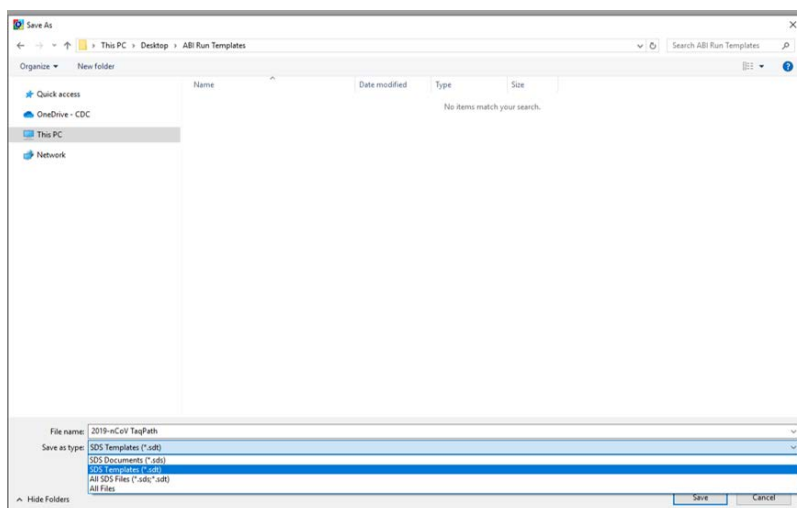 Save As
This PC > Desktop > ABI Run Templates
Search ABI Run Templates
Organize
New folder
Name Date modified Type Size
Quick access
No items match your search.
OneDrive - CDC
This PC
Network
File name: 2019-nCoV TaqPath
Save as type: SDS Templates (*.sdt)
SDS Documents (*.sds)
SDS Templates (*.sdt)
All SDS Files (*.sds;*.sdt)
All Files
Hide Folders
Save
Cancel